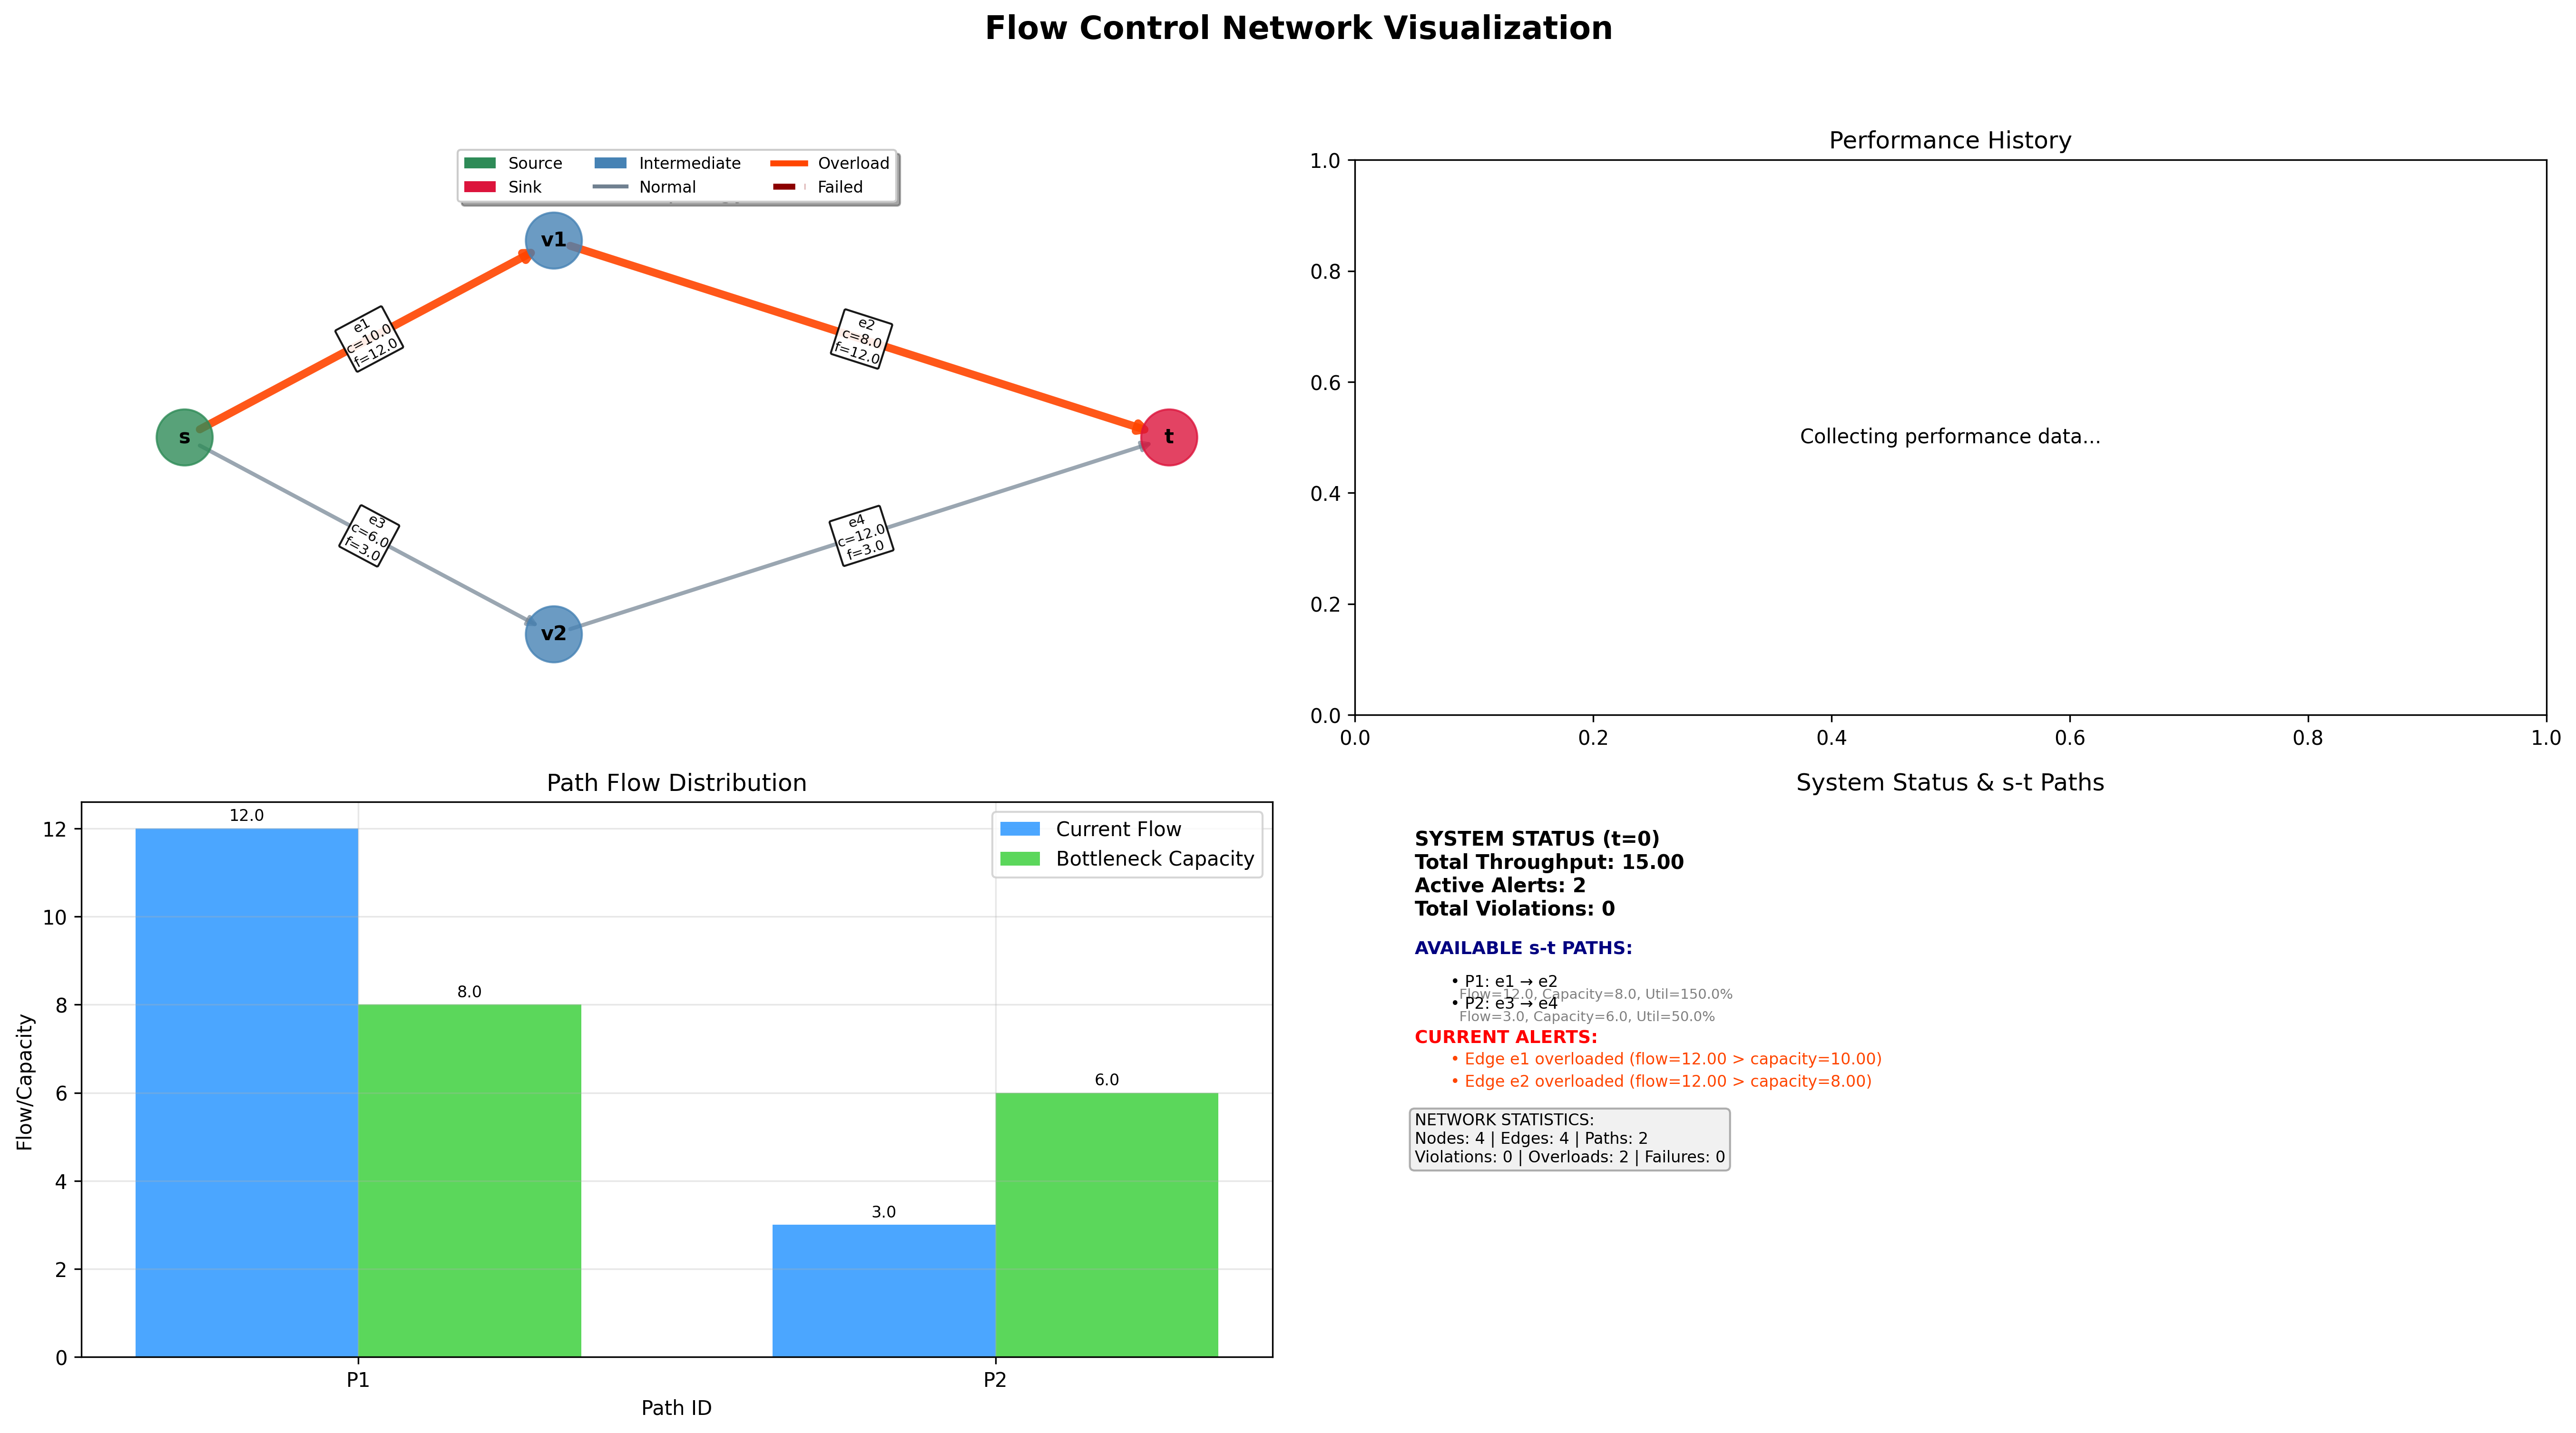 Flow Control Network Visualization
Source
Intermediate
Overload
Sink
Normal
Failed
v1
e1
c=10.0
f=12.0
e2
c=8.0
f=12.0
s
t
e3
c=6.0
f=3.0
e4
c=12.0
f=3.0
v2
Performance History
1.0
0.8
0.6
0.4
0.2
0.0
Collecting performance data...
0.0
0.2
0.4
0.6
0.8
1.0
Path Flow Distribution
Flow/Capacity
12
10
8
6
4
2
0
12.0
8.0
3.0
6.0
Current Flow
Bottleneck Capacity
P1
P2
Path ID
System Status & s-t Paths
SYSTEM STATUS (t=0)
Total Throughput: 15.00
Active Alerts: 2
Total Violations: 0
AVAILABLE s-t PATHS:
• P1: e1 → e2
Flow=12.0, Capacity=8.0, Util=150.0%
• P2: e3 → e4
Flow=3.0, Capacity=6.0, Util=50.0%
CURRENT ALERTS:
• Edge e1 overloaded (flow=12.00 > capacity=10.00)
• Edge e2 overloaded (flow=12.00 > capacity=8.00)
NETWORK STATISTICS:
Nodes: 4 | Edges: 4 | Paths: 2
Violations: 0 | Overloads: 2 | Failures: 0